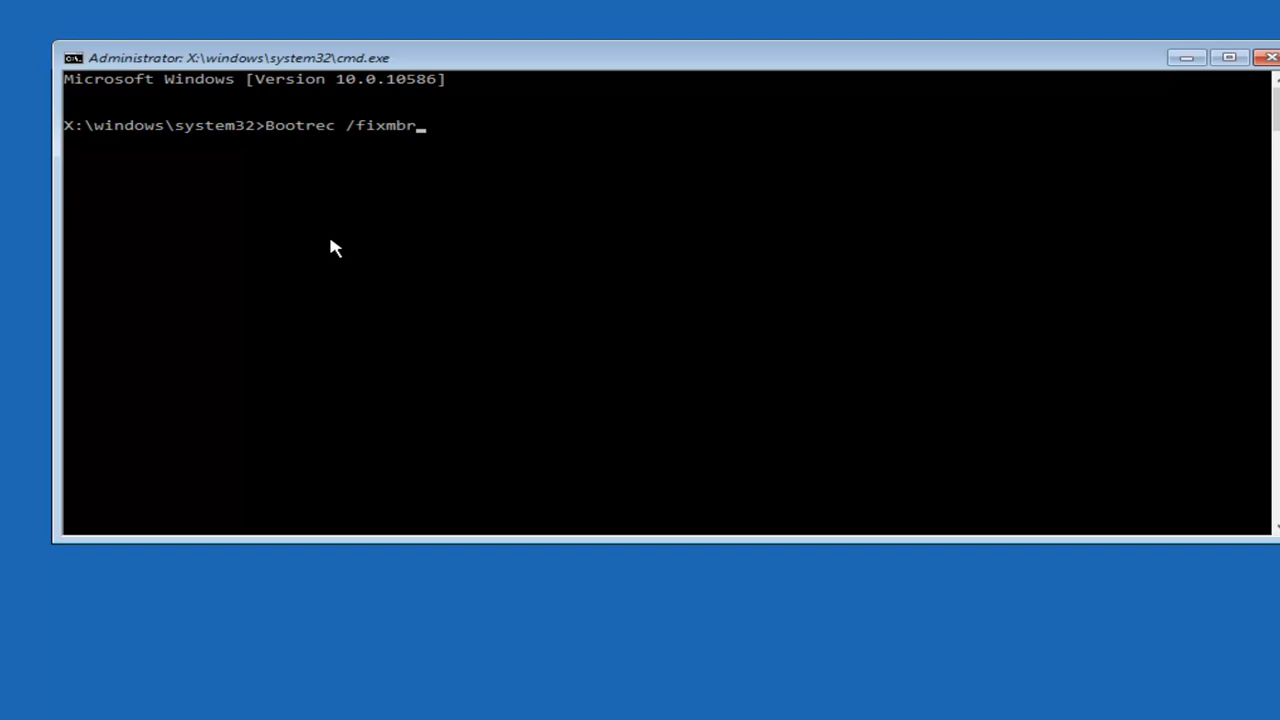 Administrator: X:\windows\system32\cmd.exe
Microsoft Windows [Version 10.0.10586]
X:\windows\system32>Bootrec /fixmbr